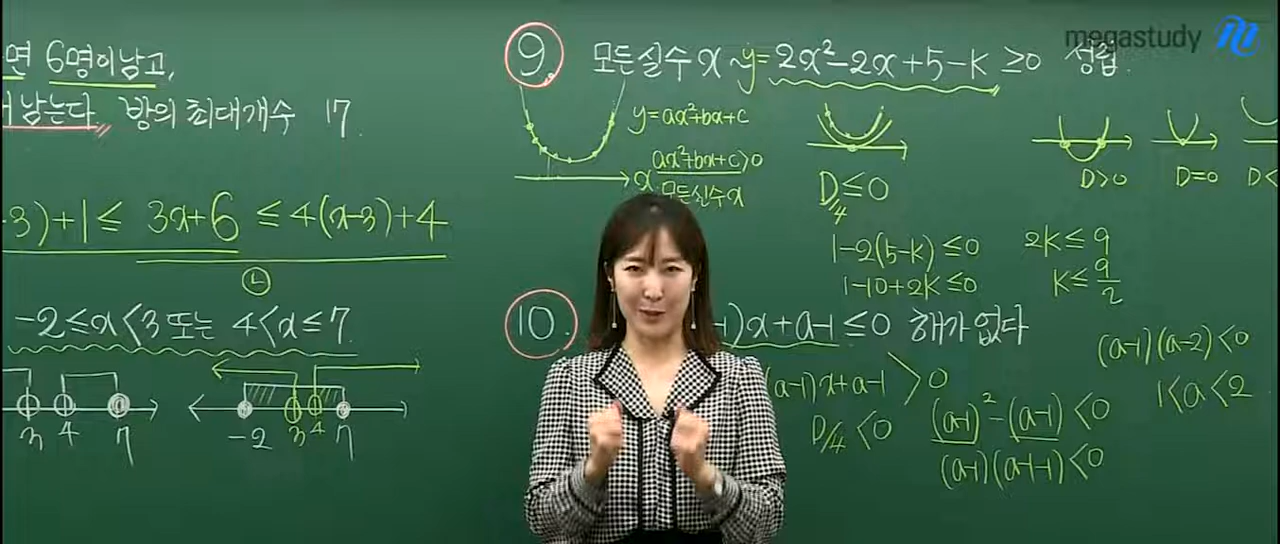 megastudy
면 6명이 남고,
남는다. 방의 최대개수 17.
-3)+1 ≤ 3x+6 ≤ 4(x-3)+4
㉡
-2≤x<3 또는 4<x≤7.
3 4 7
-2 3 4 7
9. 모든 실수 x y= 2x²-2x+5-k ≥0 성립.
y=ax²+bx+c
x
ax²+bx+c>0
모든실수x
D/4≤0
D>0 D=0 D<
1-2(5-k)≤0
1-10+2k≤0
2k≤9
k≤9/2
10. -1)x+a-1≤0 해가 없다
(a-1)x+a-1>0
D/4<0
(a-1)²-(a-1)<0
(a-1)(a-1-1)<0
(a-1)(a-2)<0
1<a<2